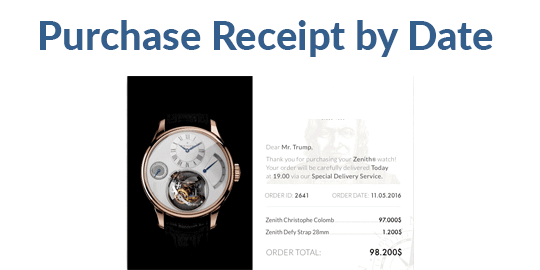 Purchase Receipt by Date
Dear Mr. Trump,
Thank you for purchasing your Zenith® watch!
Your order will be carefully delivered Today
at 19.00 via our Special Delivery Service.
ORDER ID: 2641 ORDER DATE: 11.05.2016
Zenith Christophe Colomb 97.000$
Zenith Defy Strap 28mm 1.200$
ORDER TOTAL: 98.200$